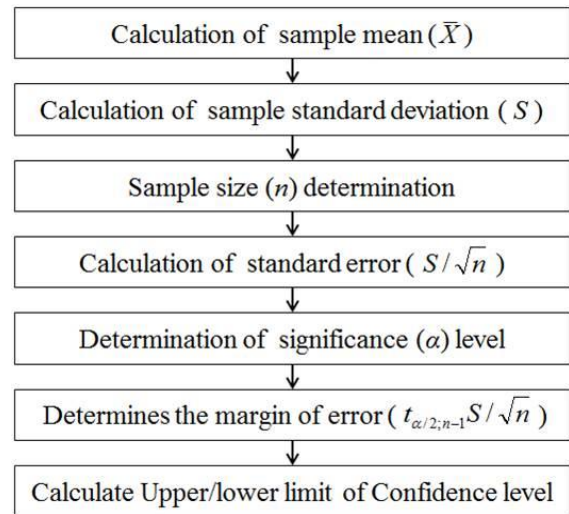 Calculation of sample mean (X̄)
Calculation of sample standard deviation ( S )
Sample size (n) determination
Calculation of standard error ( S/√n )
Determination of significance (α) level
Determines the margin of error ( t_{α/2;n−1} S/√n )
Calculate Upper/lower limit of Confidence level